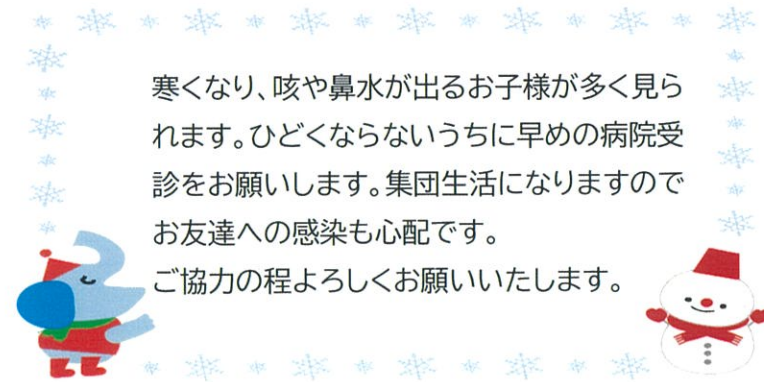 寒くなり、咳や鼻水が出るお子様が多く見ら
れます。ひどくならないうちに早めの病院受
診をお願いします。集団生活になりますので
お友達への感染も心配です。
ご協力の程よろしくお願いいたします。